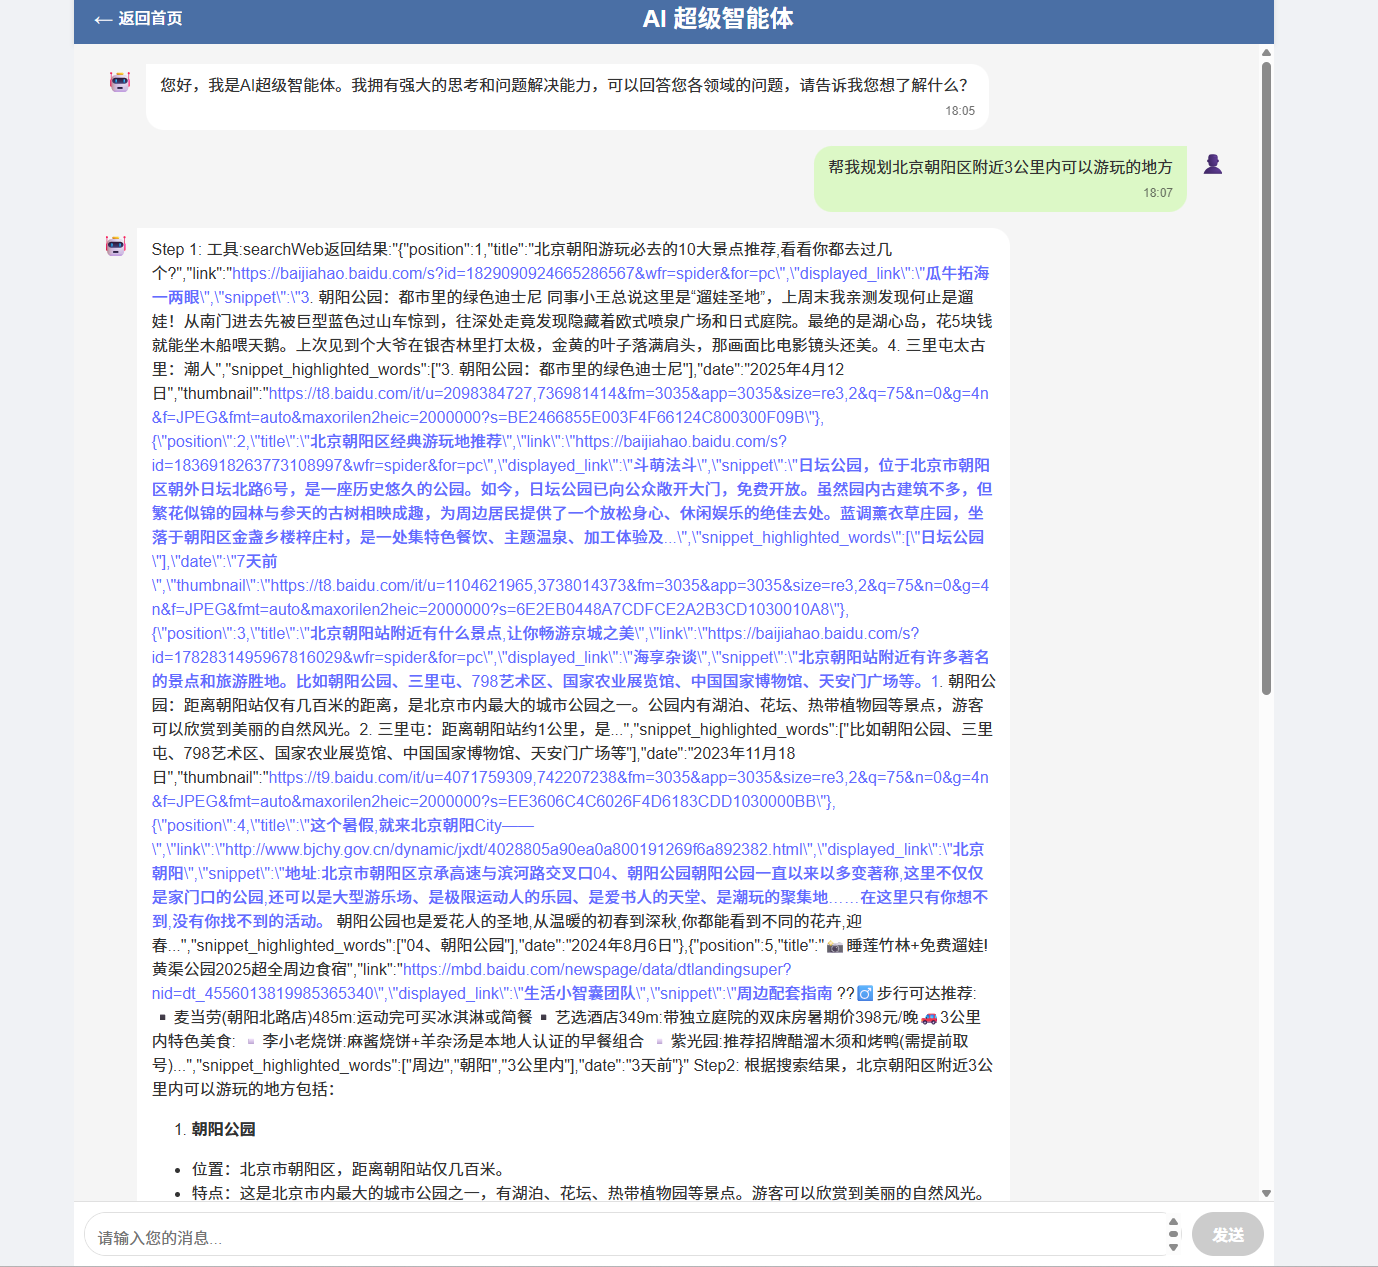 ← 返回首页
AI 超级智能体
您好，我是AI超级智能体。我拥有强大的思考和问题解决能力，可以回答您各领域的问题，请告诉我您想了解什么？
18:05
帮我规划北京朝阳区附近3公里内可以游玩的地方
18:07
Step 1: 工具:searchWeb返回结果:"{"position":1,"title":"北京朝阳游玩必去的10大景点推荐,看看你都去过几
个?","link":"https://baijiahao.baidu.com/s?id=1829090924665286567&wfr=spider&for=pc\",\"displayed_link\":\"瓜牛拓海
一两眼\",\"snippet\":\"3. 朝阳公园：都市里的绿色迪士尼 同事小王总说这里是“遛娃圣地”，上周末我亲测发现何止是遛
娃！从南门进去先被巨型蓝色过山车惊到，往深处走竟发现隐藏着欧式喷泉广场和日式庭院。最绝的是湖心岛，花5块钱
就能坐木船喂天鹅。上次见到个大爷在银杏林里打太极，金黄的叶子落满肩头，那画面比电影镜头还美。4. 三里屯太古
里：潮人","snippet_highlighted_words":["3. 朝阳公园：都市里的绿色迪士尼"],"date":"2025年4月12
日","thumbnail":"https://t8.baidu.com/it/u=2098384727,736981414&fm=3035&app=3035&size=re3,2&q=75&n=0&g=4n
&f=JPEG&fmt=auto&maxorilen2heic=2000000?s=BE2466855E003F4F66124C800300F09B\"},
{\"position\":2,\"title\":\"北京朝阳区经典游玩地推荐\",\"link\":\"https://baijiahao.baidu.com/s?
id=1836918263773108997&wfr=spider&for=pc\",\"displayed_link\":\"斗萌法斗\",\"snippet\":\"日坛公园，位于北京市朝阳
区朝外日坛北路6号，是一座历史悠久的公园。如今，日坛公园已向公众敞开大门，免费开放。虽然园内古建筑不多，但
繁花似锦的园林与参天的古树相映成趣，为周边居民提供了一个放松身心、休闲娱乐的绝佳去处。蓝调薰衣草庄园，坐
落于朝阳区金盏乡楼梓庄村，是一处集特色餐饮、主题温泉、加工体验及...\",\"snippet_highlighted_words\":[\"日坛公园
\"],\"date\":\"7天前
\",\"thumbnail\":\"https://t8.baidu.com/it/u=1104621965,3738014373&fm=3035&app=3035&size=re3,2&q=75&n=0&g=4
n&f=JPEG&fmt=auto&maxorilen2heic=2000000?s=6E2EB0448A7CDFCE2A2B3CD1030010A8\"},
{\"position\":3,\"title\":\"北京朝阳站附近有什么景点,让你畅游京城之美\",\"link\":\"https://baijiahao.baidu.com/s?
id=1782831495967816029&wfr=spider&for=pc\",\"displayed_link\":\"海享杂谈\",\"snippet\":\"北京朝阳站附近有许多著名
的景点和旅游胜地。比如朝阳公园、三里屯、798艺术区、国家农业展览馆、中国国家博物馆、天安门广场等。1. 朝阳公
园：距离朝阳站仅有几百米的距离，是北京市内最大的城市公园之一。公园内有湖泊、花坛、热带植物园等景点，游客
可以欣赏到美丽的自然风光。2. 三里屯：距离朝阳站约1公里，是...","snippet_highlighted_words":["比如朝阳公园、三里
屯、798艺术区、国家农业展览馆、中国国家博物馆、天安门广场等"],"date":"2023年11月18
日","thumbnail":"https://t9.baidu.com/it/u=4071759309,742207238&fm=3035&app=3035&size=re3,2&q=75&n=0&g=4n
&f=JPEG&fmt=auto&maxorilen2heic=2000000?s=EE3606C4C6026F4D6183CDD1030000BB\"},
{\"position\":4,\"title\":\"这个暑假,就来北京朝阳City——
\",\"link\":\"http://www.bjchy.gov.cn/dynamic/jxdt/4028805a90ea0a800191269f6a892382.html\",\"displayed_link\":\"北京
朝阳\",\"snippet\":\"地址:北京市朝阳区京承高速与滨河路交叉口04、朝阳公园朝阳公园一直以来以多变著称,这里不仅仅
是家门口的公园,还可以是大型游乐场、是极限运动人的乐园、是爱书人的天堂、是潮玩的聚集地……在这里只有你想不
到,没有你找不到的活动。 朝阳公园也是爱花人的圣地,从温暖的初春到深秋,你都能看到不同的花卉,迎
春...","snippet_highlighted_words":["04、朝阳公园"],"date":"2024年8月6日"},{"position":5,"title":"📷睡莲竹林+免费遛娃!
黄渠公园2025超全周边食宿","link":"https://mbd.baidu.com/newspage/data/dtlandingsuper?
nid=dt_4556013819985365340\",\"displayed_link\":\"生活小智囊团队\",\"snippet\":\"周边配套指南 ??♂️步行可达推荐:
▪️麦当劳(朝阳北路店)485m:运动完可买冰淇淋或简餐▪️艺选酒店349m:带独立庭院的双床房暑期价398元/晚🚗3公里
内特色美食: ▫️李小老烧饼:麻酱烧饼+羊杂汤是本地人认证的早餐组合 ▫️紫光园:推荐招牌醋溜木须和烤鸭(需提前取
号)...","snippet_highlighted_words":["周边","朝阳","3公里内"],"date":"3天前"}" Step2: 根据搜索结果，北京朝阳区附近3公
里内可以游玩的地方包括：
1. 朝阳公园
• 位置：北京市朝阳区，距离朝阳站仅几百米。
• 特点：这是北京市内最大的城市公园之一，有湖泊、花坛、热带植物园等景点。游客可以欣赏到美丽的自然风光。
请输入您的消息...
发送